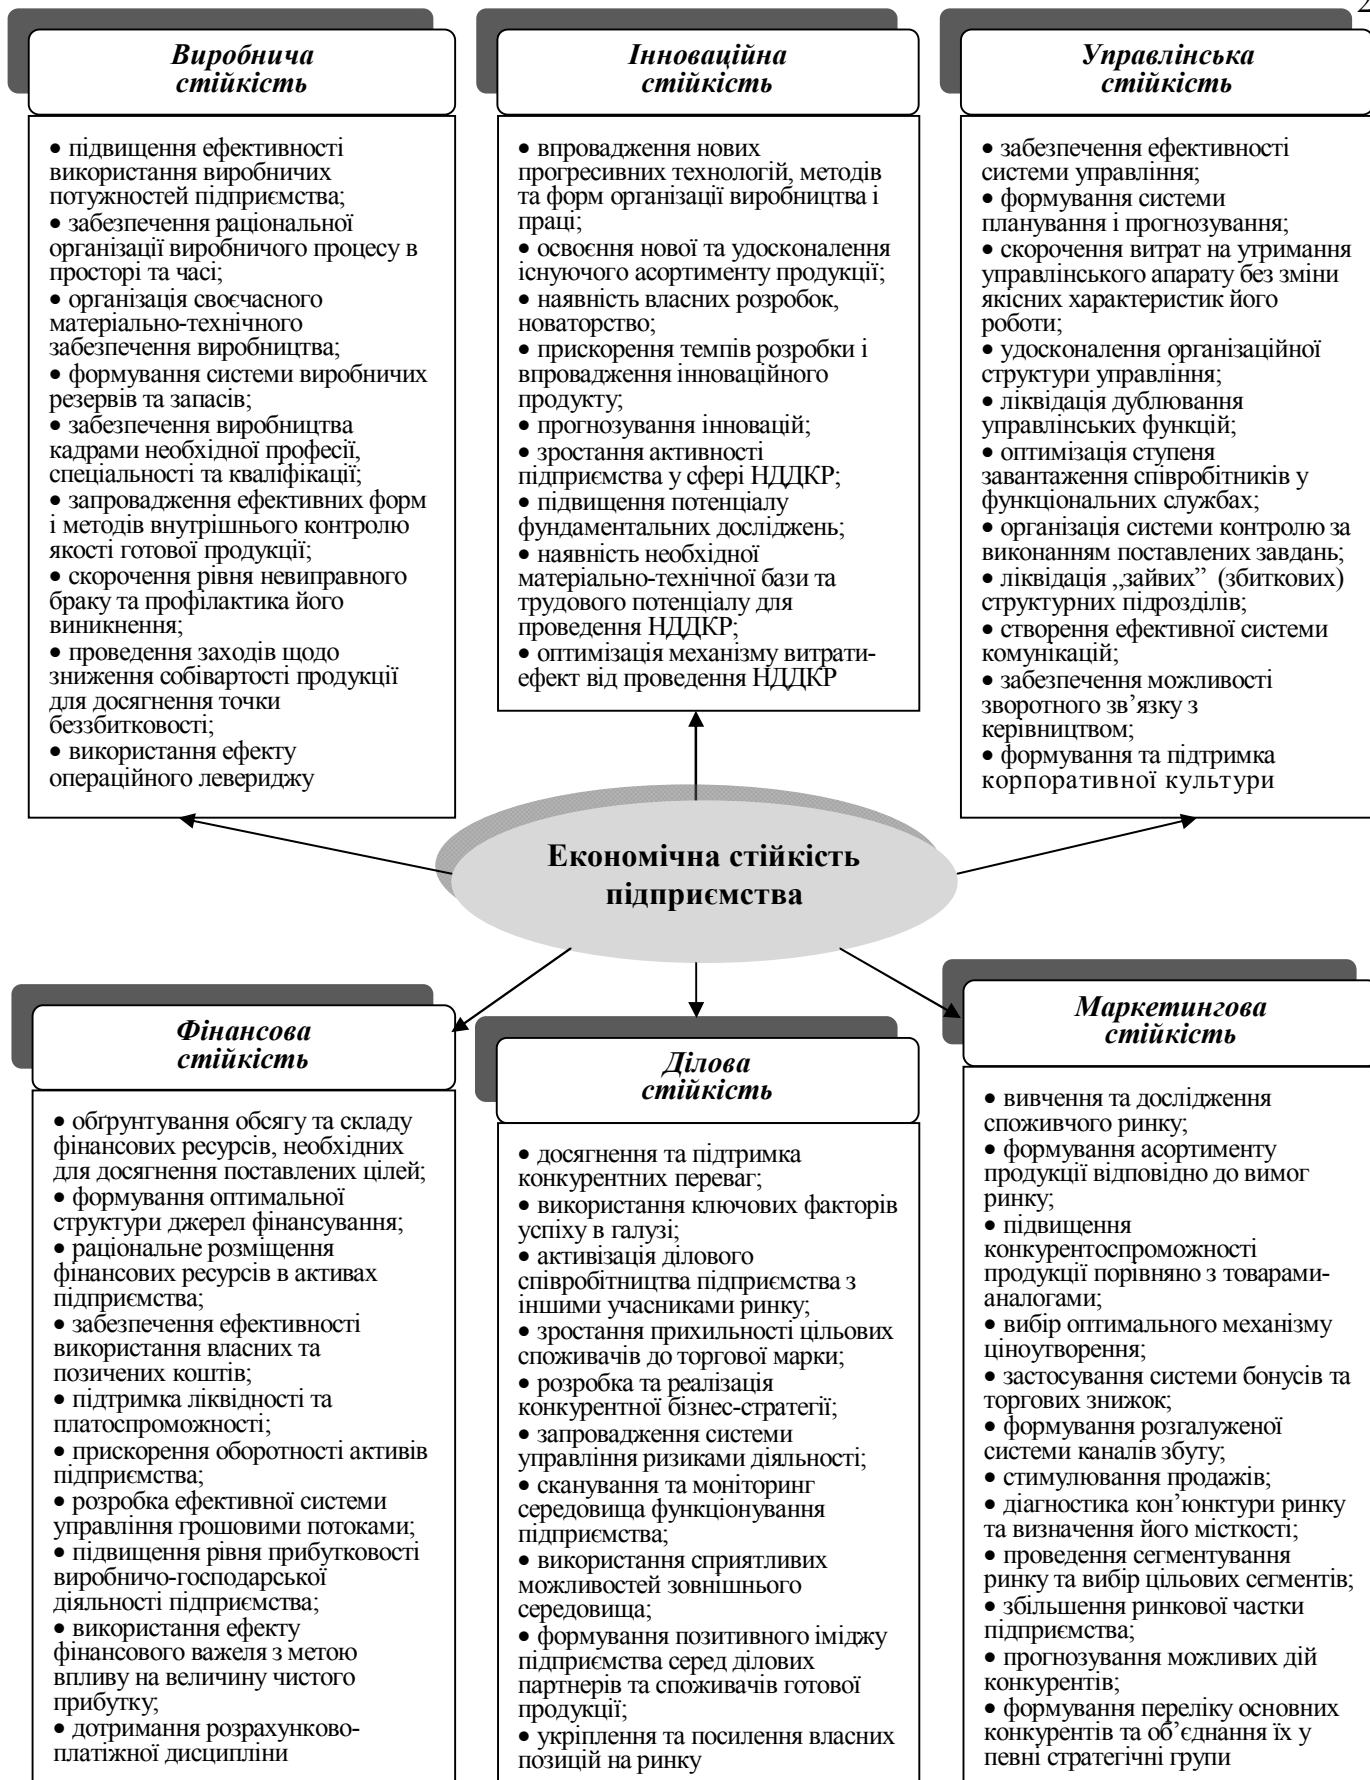 2
Виробнича
стійкість
• підвищення ефективності
використання виробничих
потужностей підприємства;
• забезпечення раціональної
організації виробничого процесу в
просторі та часі;
• організація своєчасного
матеріально-технічного
забезпечення виробництва;
• формування системи виробничих
резервів та запасів;
• забезпечення виробництва
кадрами необхідної професії,
спеціальності та кваліфікації;
• запровадження ефективних форм
і методів внутрішнього контролю
якості готової продукції;
• скорочення рівня невиправного
браку та профілактика його
виникнення;
• проведення заходів щодо
зниження собівартості продукції
для досягнення точки
беззбитковості;
• використання ефекту
операційного левериджу
Інноваційна
стійкість
• впровадження нових
прогресивних технологій, методів
та форм організації виробництва і
праці;
• освоєння нової та удосконалення
існуючого асортименту продукції;
• наявність власних розробок,
новаторство;
• прискорення темпів розробки і
впровадження інноваційного
продукту;
• прогнозування інновацій;
• зростання активності
підприємства у сфері НДДКР;
• підвищення потенціалу
фундаментальних досліджень;
• наявність необхідної
матеріально-технічної бази та
трудового потенціалу для
проведення НДДКР;
• оптимізація механізму витрати-
ефект від проведення НДДКР
Управлінська
стійкість
• забезпечення ефективності
системи управління;
• формування системи
планування і прогнозування;
• скорочення витрат на утримання
управлінського апарату без зміни
якісних характеристик його
роботи;
• удосконалення організаційної
структури управління;
• ліквідація дублювання
управлінських функцій;
• оптимізація ступеня
завантаження співробітників у
функціональних службах;
• організація системи контролю за
виконанням поставлених завдань;
• ліквідація „зайвих” (збиткових)
структурних підрозділів;
• створення ефективної системи
комунікацій;
• забезпечення можливості
зворотного зв’язку з
керівництвом;
• формування та підтримка
корпоративної культури
Економічна стійкість
підприємства
Фінансова
стійкість
• обґрунтування обсягу та складу
фінансових ресурсів, необхідних
для досягнення поставлених цілей;
• формування оптимальної
структури джерел фінансування;
• раціональне розміщення
фінансових ресурсів в активах
підприємства;
• забезпечення ефективності
використання власних та
позичених коштів;
• підтримка ліквідності та
платоспроможності;
• прискорення оборотності активів
підприємства;
• розробка ефективної системи
управління грошовими потоками;
• підвищення рівня прибутковості
виробничо-господарської
діяльності підприємства;
• використання ефекту
фінансового важеля з метою
впливу на величину чистого
прибутку;
• дотримання розрахунково-
платіжної дисципліни
Ділова
стійкість
• досягнення та підтримка
конкурентних переваг;
• використання ключових факторів
успіху в галузі;
• активізація ділового
співробітництва підприємства з
іншими учасниками ринку;
• зростання прихильності цільових
споживачів до торгової марки;
• розробка та реалізація
конкурентної бізнес-стратегії;
• запровадження системи
управління ризиками діяльності;
• сканування та моніторинг
середовища функціонування
підприємства;
• використання сприятливих
можливостей зовнішнього
середовища;
• формування позитивного іміджу
підприємства серед ділових
партнерів та споживачів готової
продукції;
• укріплення та посилення власних
позицій на ринку
Маркетингова
стійкість
• вивчення та дослідження
споживчого ринку;
• формування асортименту
продукції відповідно до вимог
ринку;
• підвищення
конкурентоспроможності
продукції порівняно з товарами-
аналогами;
• вибір оптимального механізму
ціноутворення;
• застосування системи бонусів та
торгових знижок;
• формування розгалуженої
системи каналів збуту;
• стимулювання продажів;
• діагностика кон’юнктури ринку
та визначення його місткості;
• проведення сегментування
ринку та вибір цільових сегментів;
• збільшення ринкової частки
підприємства;
• прогнозування можливих дій
конкурентів;
• формування переліку основних
конкурентів та об’єднання їх у
певні стратегічні групи